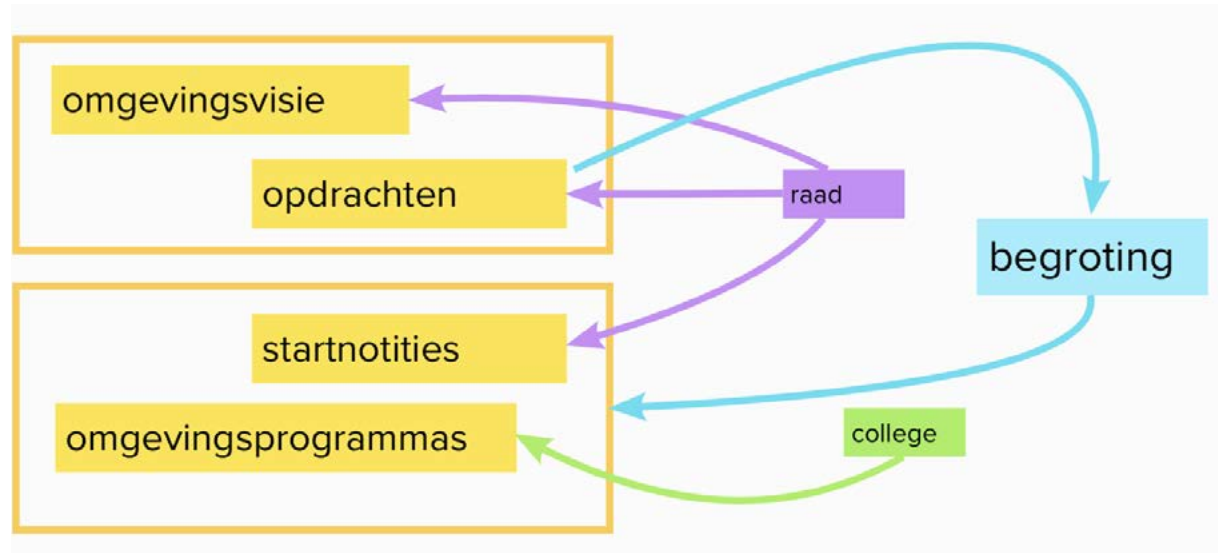 omgevingsvisie
opdrachten
raad
begroting
startnotities
omgevingsprogrammas
college